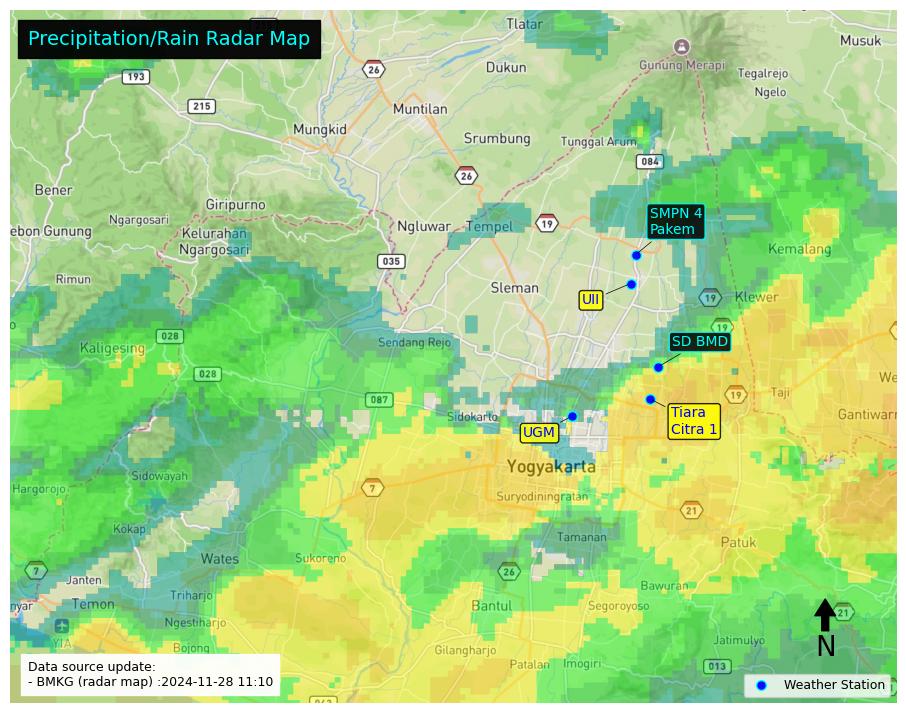 Precipitation/Rain Radar Map
Tlatar
Musuk
26
Dukun
Gunung Merapi
193
Tegalrejo
Ngelo
215
Muntilan
Mungkid
Srumbung
Tunggal Arum
084
26
Bener
Giripurno
SMPN 4
Pakem
Ngargosari
ebon Gunung
Kelurahan
Ngargosari
Ngluwar
Tempel
19
Kemalang
035
Rimun
Sleman
UII
19
Klewer
19
028
Kaligesing
Sendang Rejo
SD BMD
028
087
19
Taji
We
Sidokarto
Tiara
Citra 1
Gantiwar
UGM
Yogyakarta
Sidowayah
Hargorojo
7
Suryodiningratan
21
Kokap
Tamanan
Patuk
Wates
Sukoreno
7
Janten
26
Bawuran
nyar
Temon
Triharjo
Bantul
Segoroyoso
21
Ngestiharjo
YIA
Bojong
Gilangharjo
Jatimulyo
N
Patalan
Imogiri
013
Data source update:
- BMKG (radar map) :2024-11-28 11:10
Weather Station